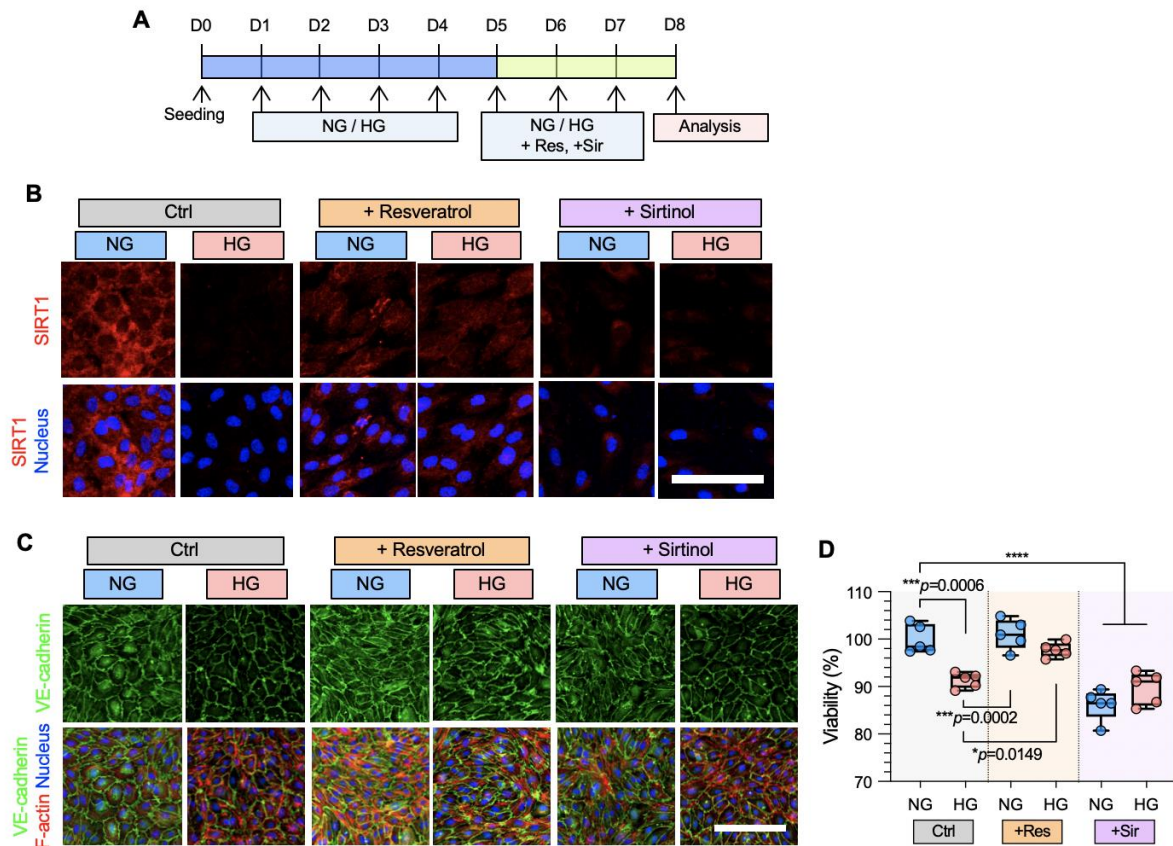 A
D0 D1 D2 D3 D4 D5 D6 D7 D8
Seeding
NG / HG
NG / HG
+ Res, +Sir
Analysis
B
Ctrl + Resveratrol + Sirtinol
NG HG NG HG NG HG
SIRT1
SIRT1
Nucleus
C
Ctrl + Resveratrol + Sirtinol
NG HG NG HG NG HG
VE-cadherin
VE-cadherin
F-actin Nucleus
D
****
***p=0.0006
***p=0.0002
*p=0.0149
Viability (%)
110
100
90
80
70
NG HG NG HG NG HG
Ctrl +Res +Sir